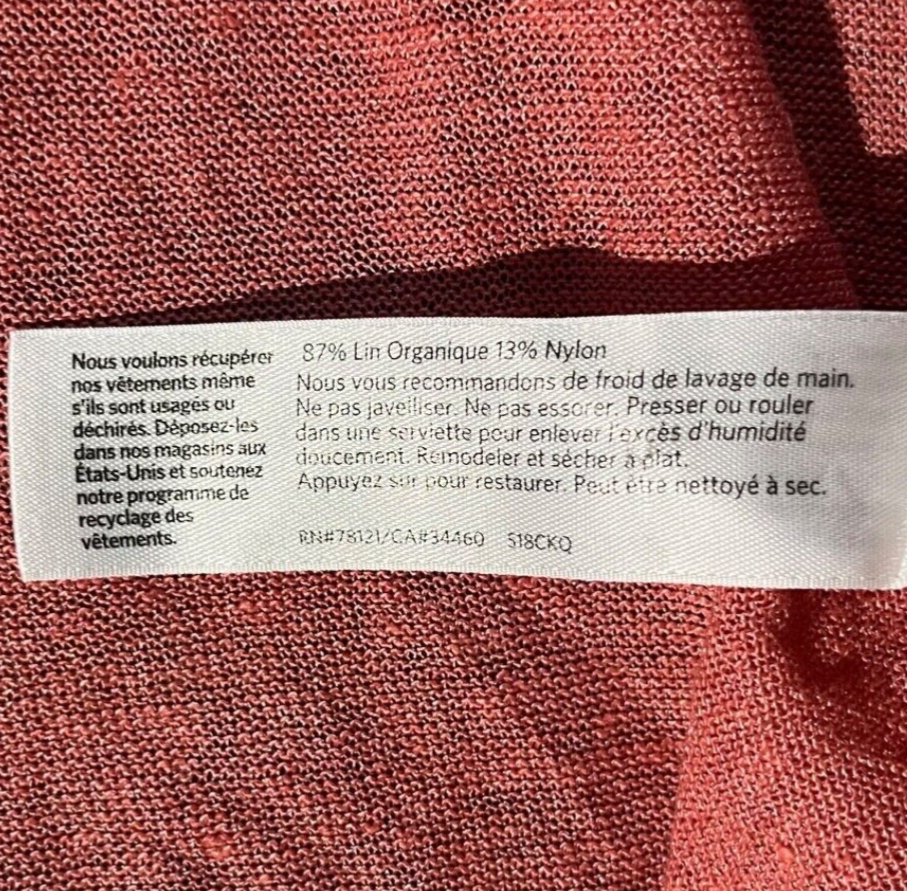 Nous voulons récupérer
nos vêtements même
s'ils sont usagés ou
déchirés. Déposez-les
dans nos magasins aux
États-Unis et soutenez
notre programme de
recyclage des
vêtements.
87% Lin Organique 13% Nylon
Nous vous recommandons de froid de lavage de main.
Ne pas javelliser. Ne pas essorer. Presser ou rouler
dans une serviette pour enlever l'excès d'humidité
doucement. Remodeler et sécher à plat.
Appuyez sur pour restaurer. Peut être nettoyé à sec.
RN#78121/CA#34460 S18CKQ